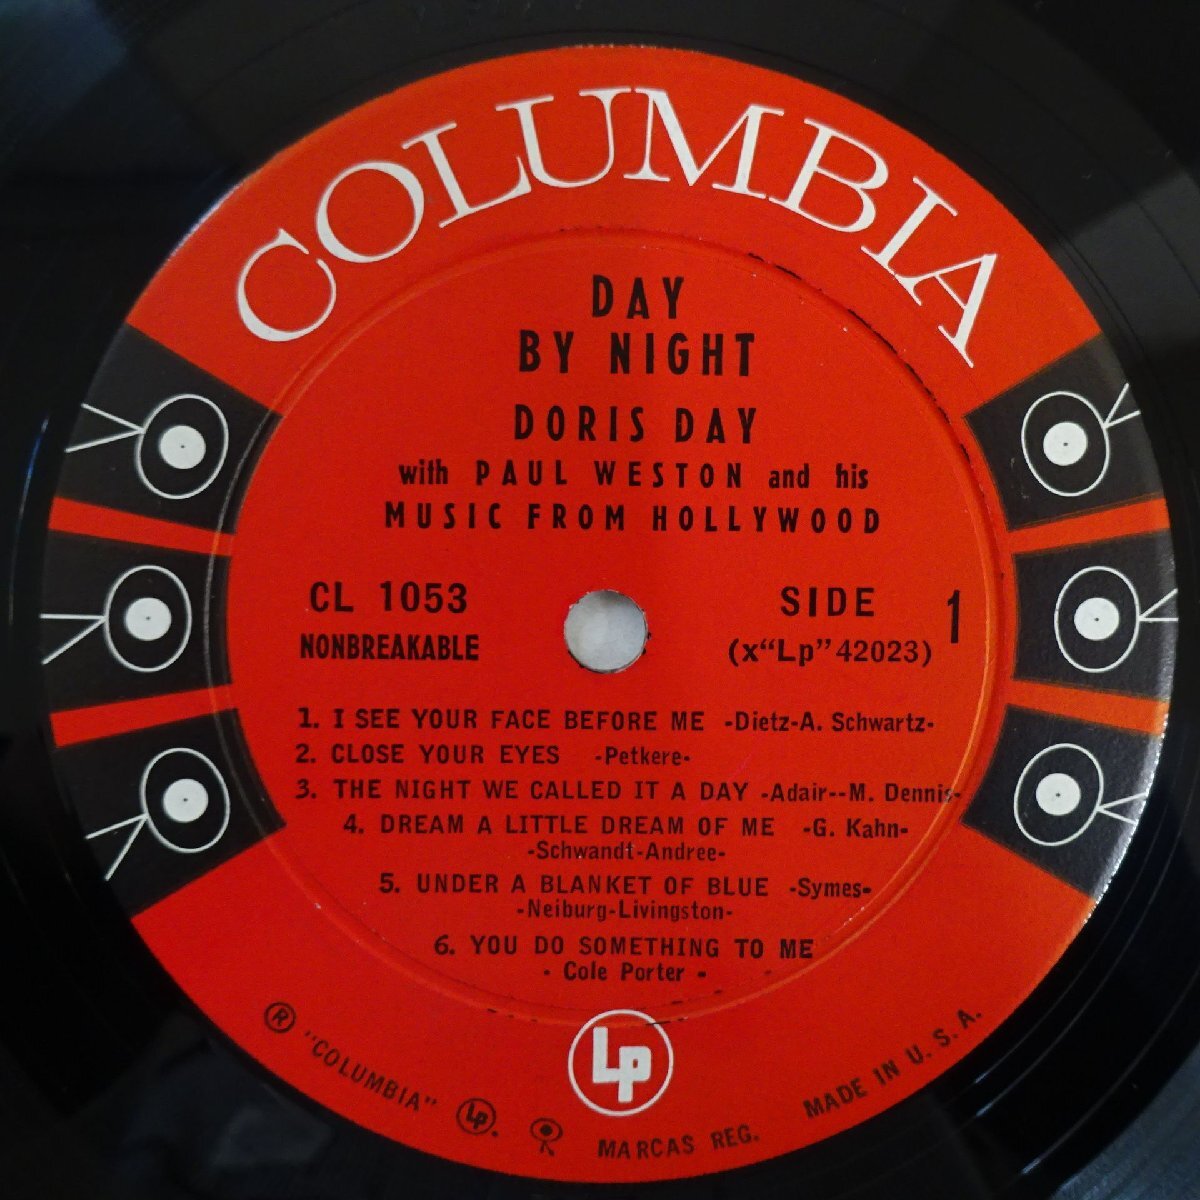 COLUMBIA
DAY
BY NIGHT
DORIS DAY
with PAUL WESTON and his
MUSIC FROM HOLLYWOOD
CL 1053
NONBREAKABLE
SIDE 1
(x“Lp”42023)
1. I SEE YOUR FACE BEFORE ME -Dietz-A. Schwartz-
2. CLOSE YOUR EYES -Petkere-
3. THE NIGHT WE CALLED IT A DAY -Adair--M. Dennis-
4. DREAM A LITTLE DREAM OF ME -G. Kahn-
-Schwandt-Andree-
5. UNDER A BLANKET OF BLUE -Symes-
-Neiburg-Livingston-
6. YOU DO SOMETHING TO ME
- Cole Porter -
LP
® "COLUMBIA" LP. MARCAS REG. MADE IN U. S. A.